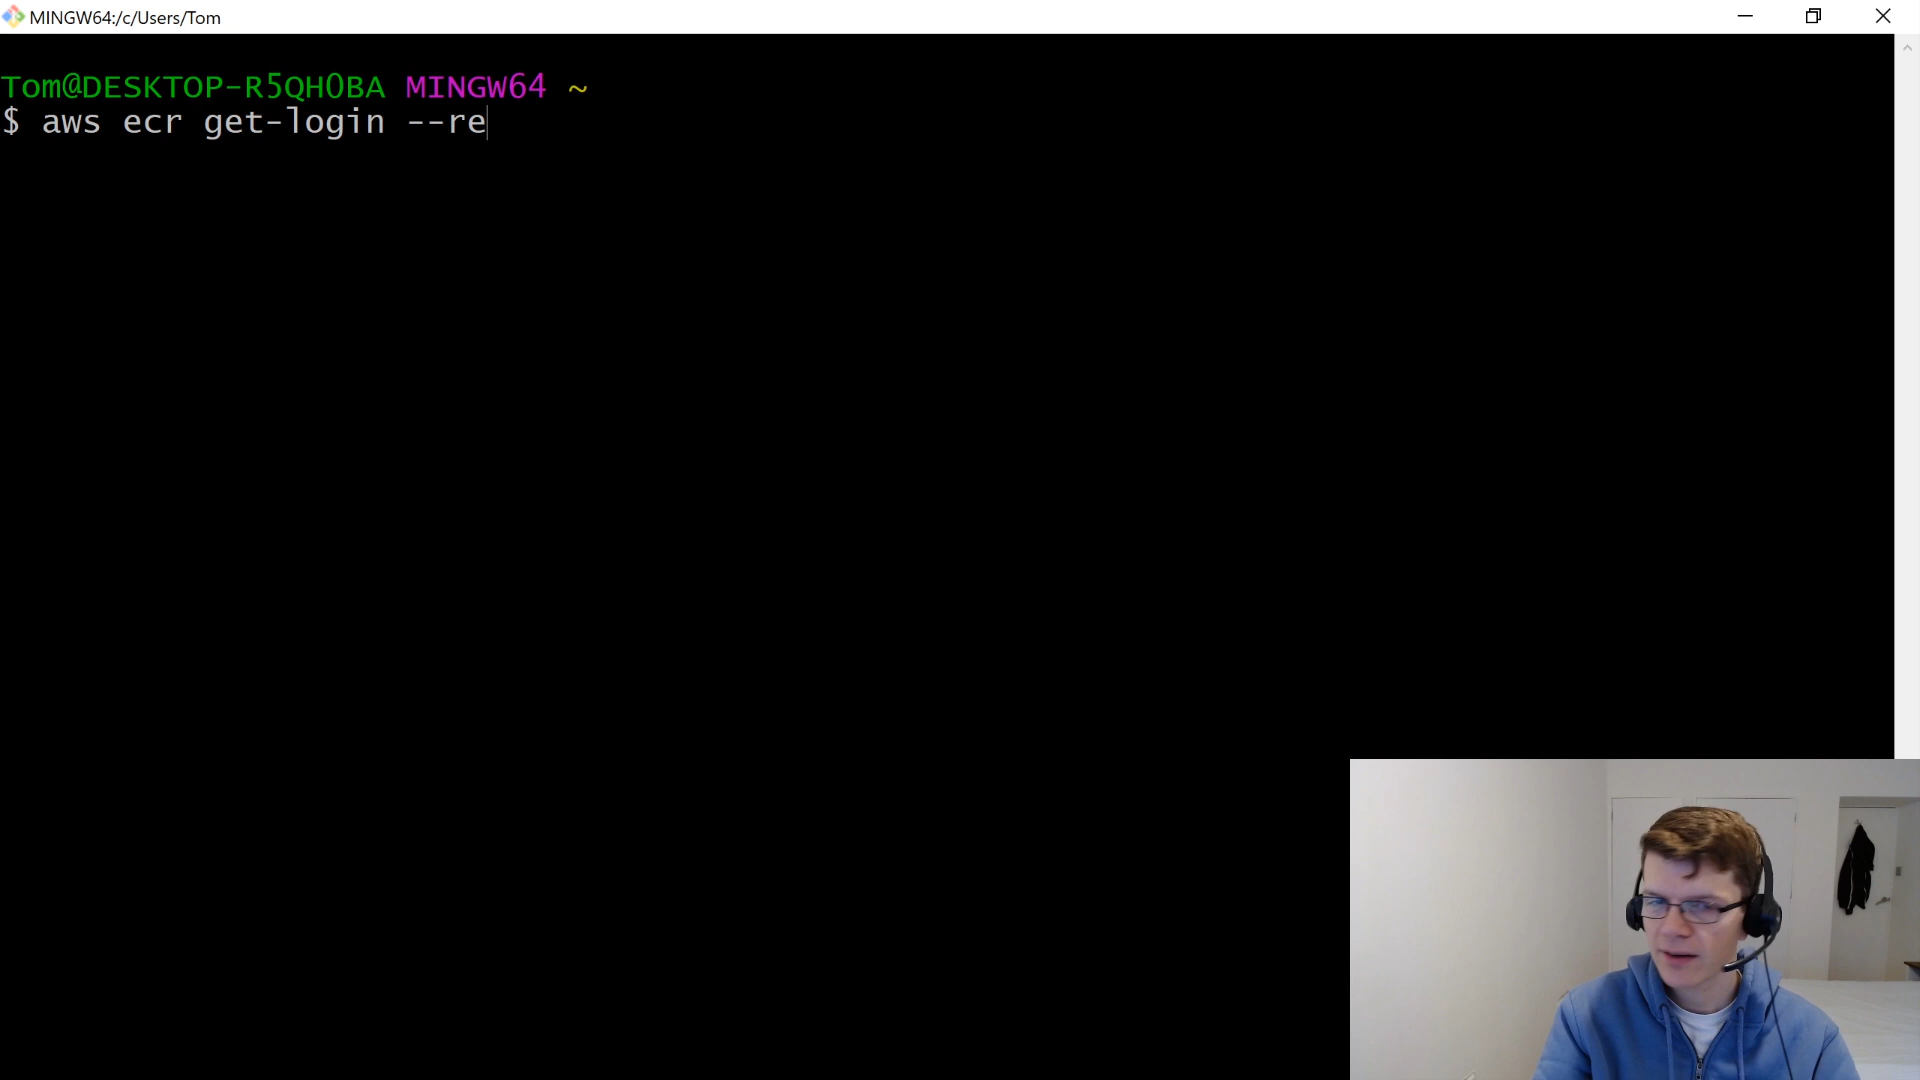 MINGW64:/c/Users/Tom
Tom@DESKTOP-R5QH0BA MINGW64 ~
$ aws ecr get-login --re